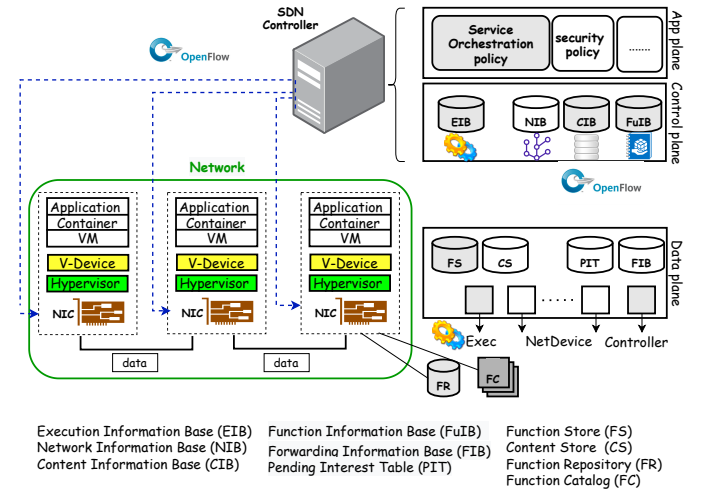 SDN
Controller
OpenFlow
Service
Orchestration
policy
security
policy
.......
App plane
EIB
NIB
CIB
FuIB
Control plane
OpenFlow
Network
Application
Container
VM
V-Device
Hypervisor
NIC
Application
Container
VM
V-Device
Hypervisor
NIC
Application
Container
VM
V-Device
Hypervisor
NIC
data
data
FS
CS
PIT
FIB
Data plane
.....
Exec
NetDevice
Controller
FR
FC
Execution Information Base (EIB)
Network Information Base (NIB)
Content Information Base (CIB)
Function Information Base (FuIB)
Forwarding Information Base (FIB)
Pending Interest Table (PIT)
Function Store (FS)
Content Store (CS)
Function Repository (FR)
Function Catalog (FC)